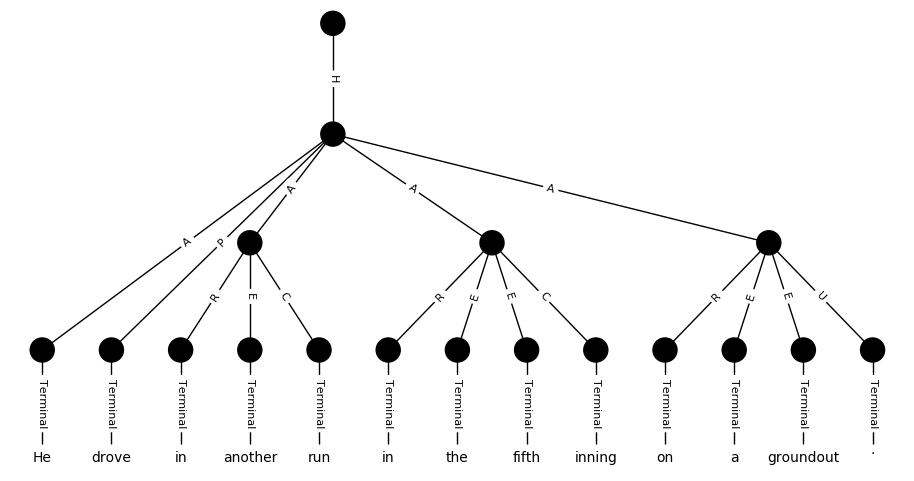 H
A P A A A
R E C R E E C R E E U
Terminal Terminal Terminal Terminal Terminal Terminal Terminal Terminal Terminal Terminal Terminal Terminal Terminal
He drove in another run in the fifth inning on a groundout .